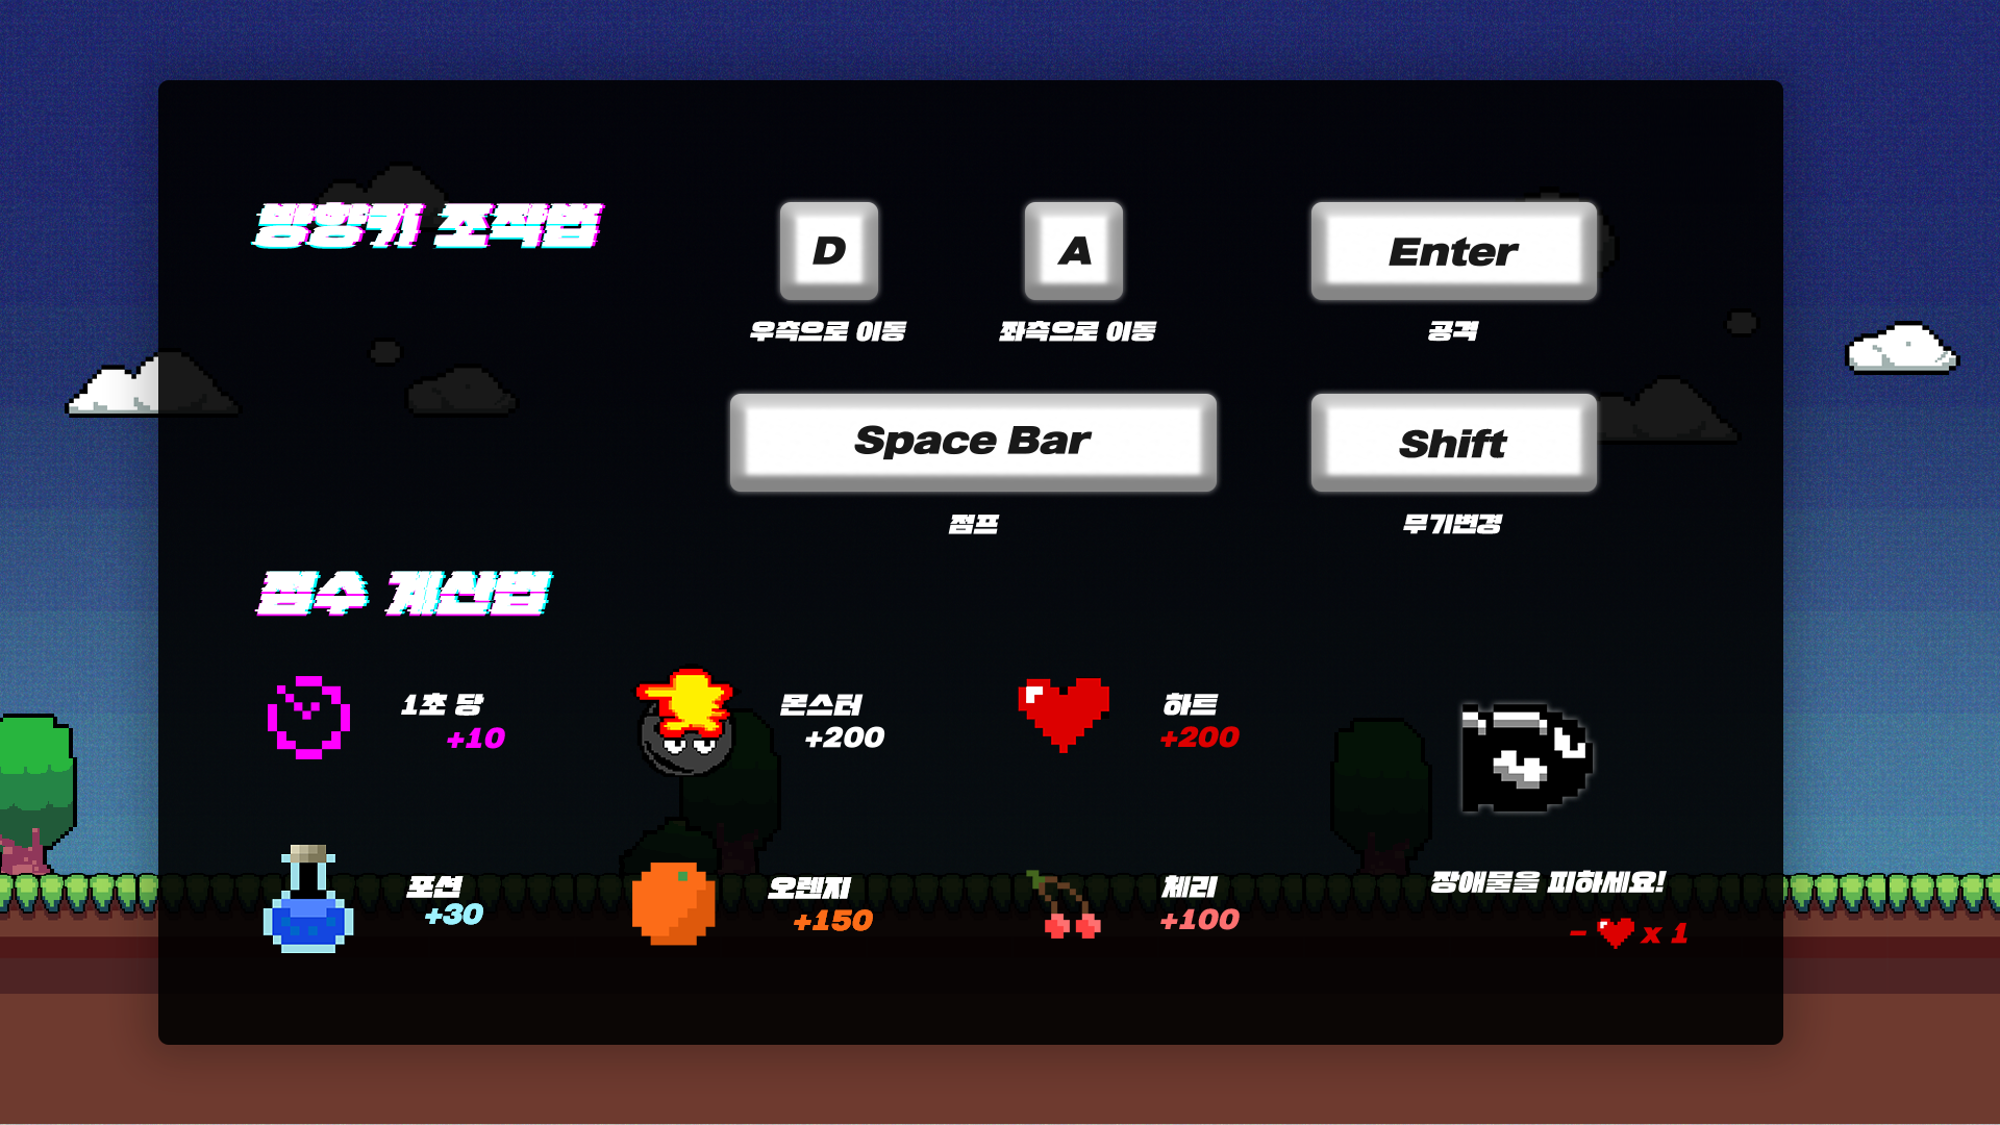 방향키 조작법
D
A
Enter
우측으로 이동
좌측으로 이동
공격
Space Bar
Shift
점프
무기변경
점수 계산법
1초 당
+10
몬스터
+200
하트
+200
포션
+30
오렌지
+150
체리
+100
장애물을 피하세요!
- x 1